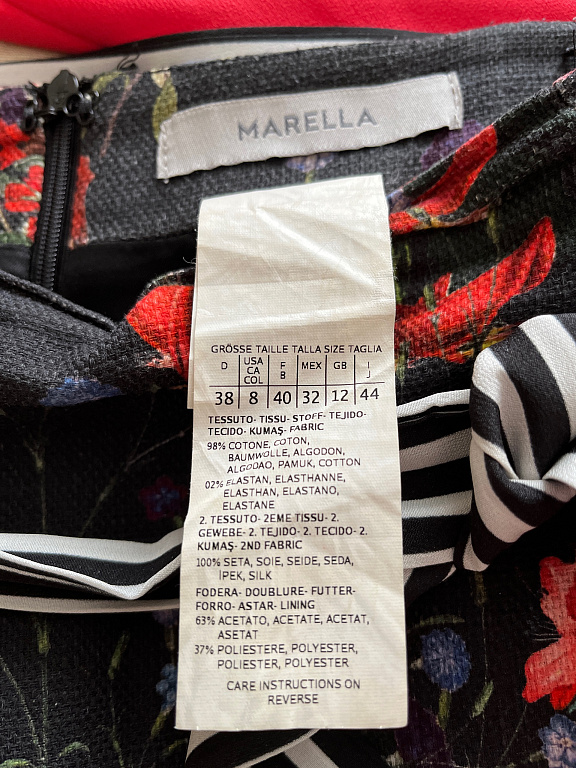 MARELLA
GRÖSSE TAILLE TALLA SIZE TAGLIA
D USA CA COL F B MEX GB I J
38 8 40 32 12 44
TESSUTO- TISSU- STOFF- TEJIDO-
TECIDO- KUMAŞ- FABRIC
98% COTONE, COTON,
BAUMWOLLE, ALGODON,
ALGODAO, PAMUK, COTTON
02% ELASTAN, ELASTHANNE,
ELASTHAN, ELASTANO,
ELASTANE
2. TESSUTO- 2EME TISSU- 2.
GEWEBE- 2. TEJIDO- 2. TECIDO- 2.
KUMAŞ- 2ND FABRIC
100% SETA, SOIE, SEIDE, SEDA,
İPEK, SILK
FODERA- DOUBLURE- FUTTER-
FORRO- ASTAR- LINING
63% ACETATO, ACETATE, ACETAT,
ASETAT
37% POLIESTERE, POLYESTER,
POLIESTER, POLYESTER
CARE INSTRUCTIONS ON
REVERSE